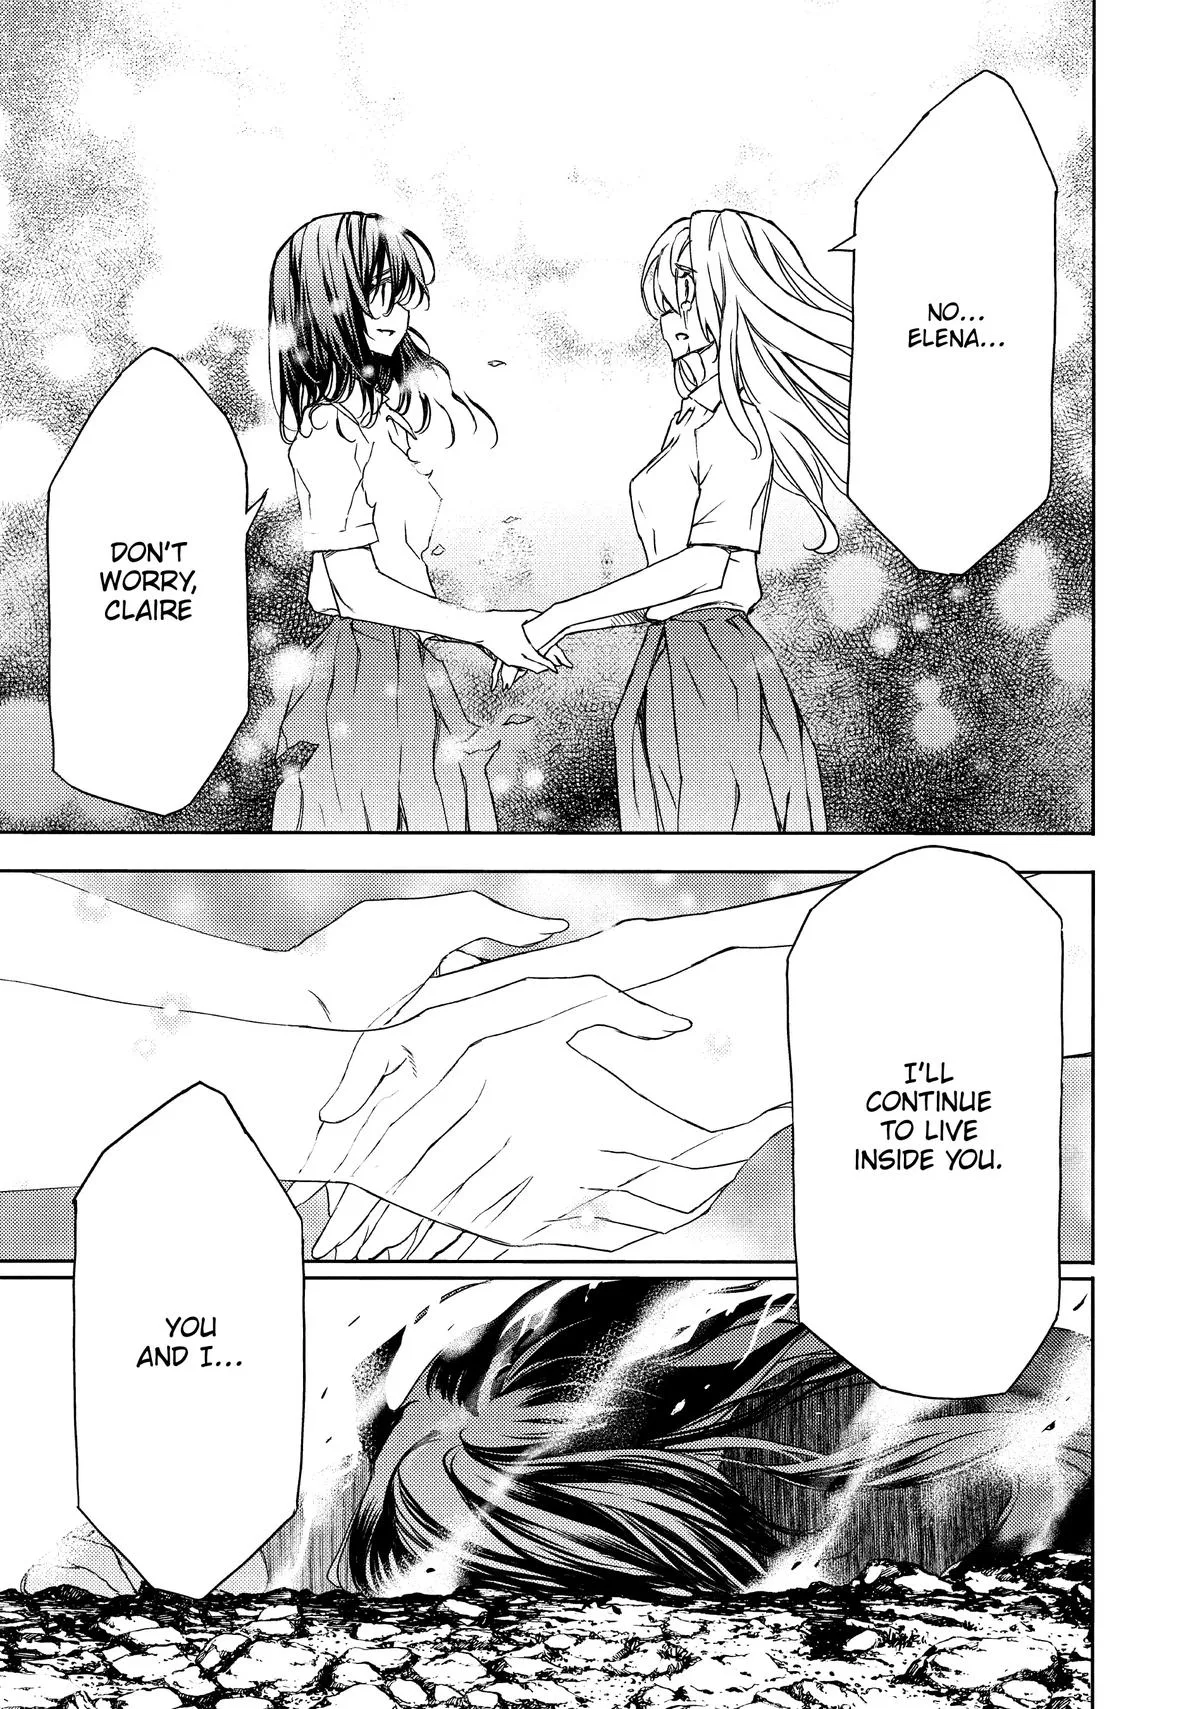 NO...
ELENA...
DON'T
WORRY,
CLAIRE
I'LL
CONTINUE
TO LIVE
INSIDE YOU.
YOU
AND I...